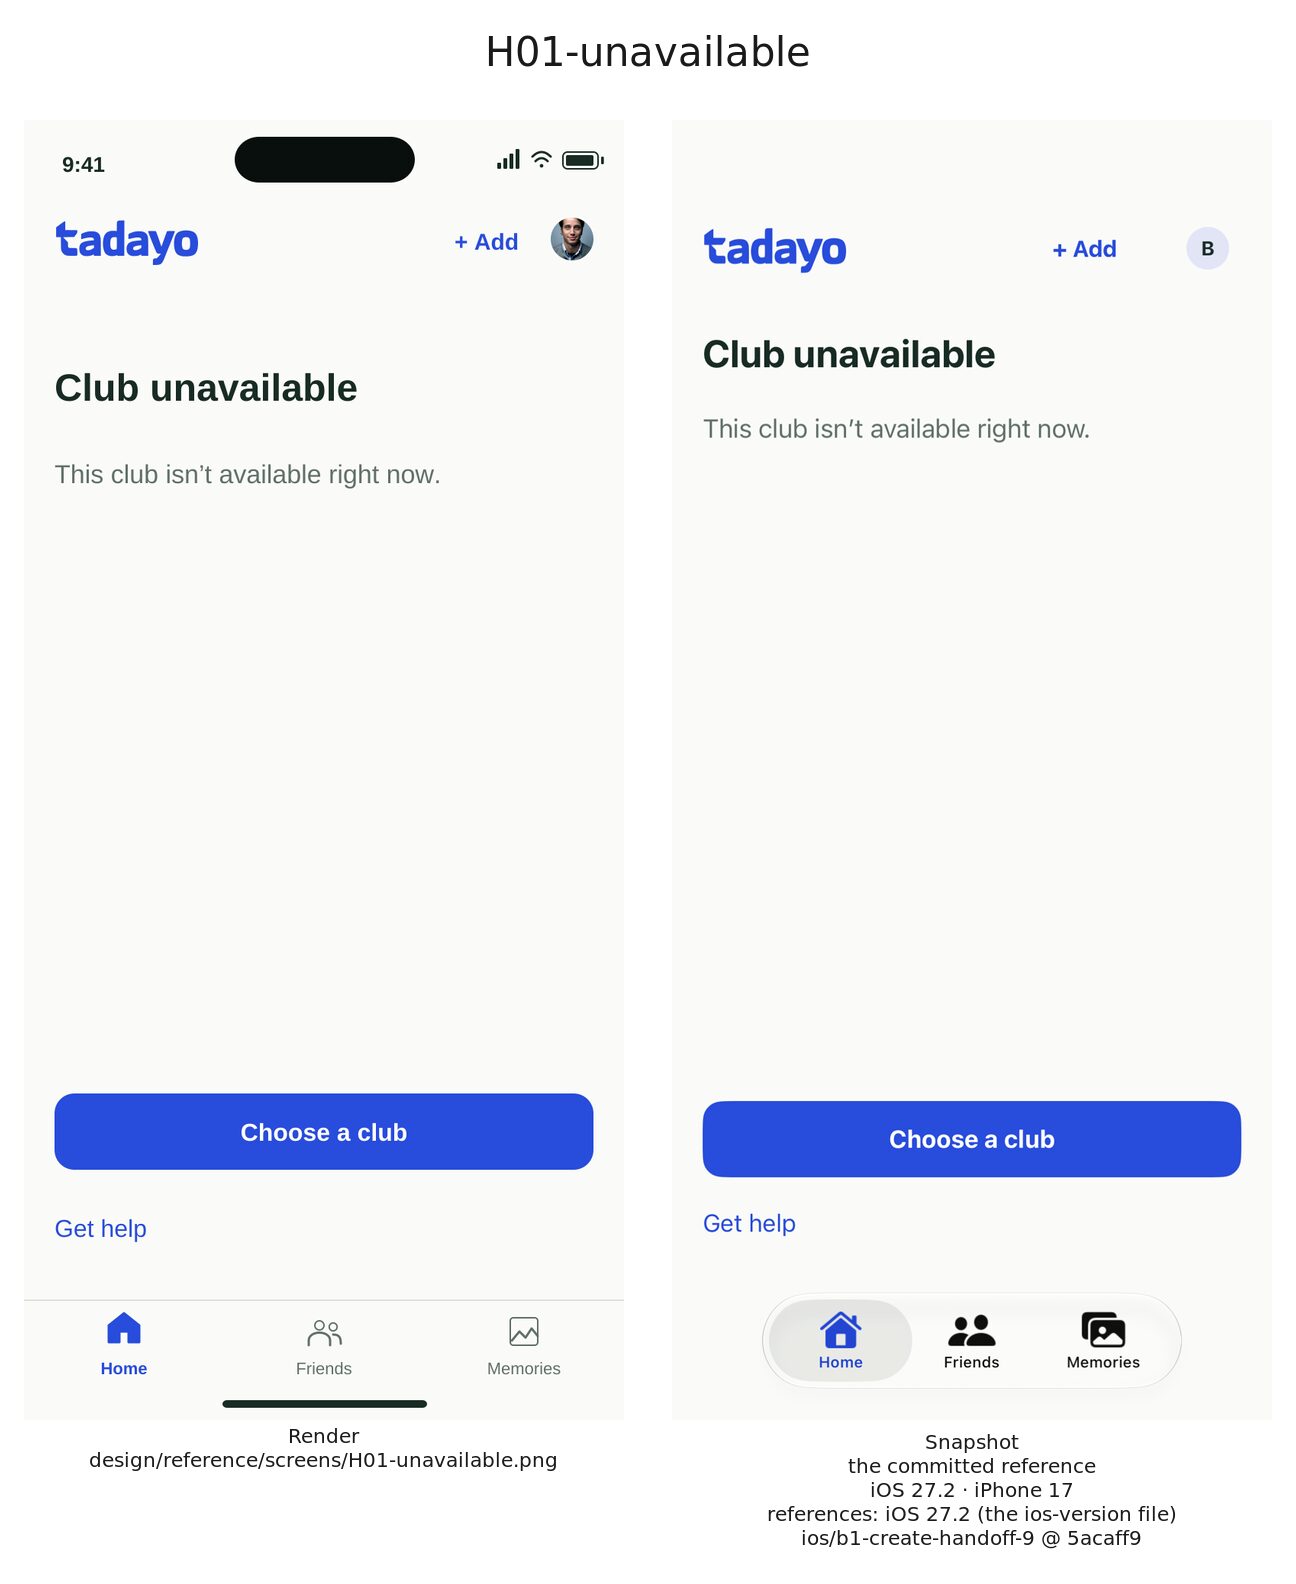 H01-unavailable
9:41
tadayo
+ Add
Club unavailable
This club isn’t available right now.
Choose a club
Get help
Home
Friends
Memories
Render
design/reference/screens/H01-unavailable.png
tadayo
+ Add
B
Club unavailable
This club isn’t available right now.
Choose a club
Get help
Home
Friends
Memories
Snapshot
the committed reference
iOS 27.2 · iPhone 17
references: iOS 27.2 (the ios-version file)
ios/b1-create-handoff-9 @ 5acaff9